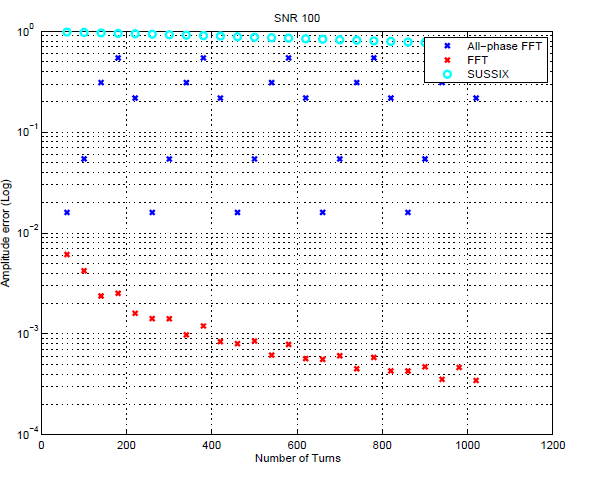 SNR 100
10^0
10^-1
10^-2
10^-3
10^-4
Amplitude error (Log)
All-phase FFT
FFT
SUSSIX
0 200 400 600 800 1000 1200
Number of Turns